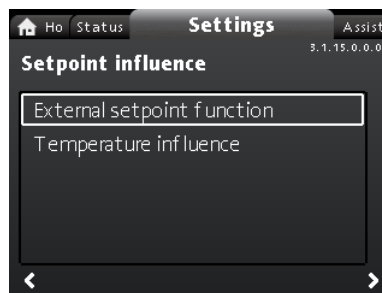 Ho Status Settings Assist
3.1.15.0.0.0
Setpoint influence
External setpoint function
Temperature influence